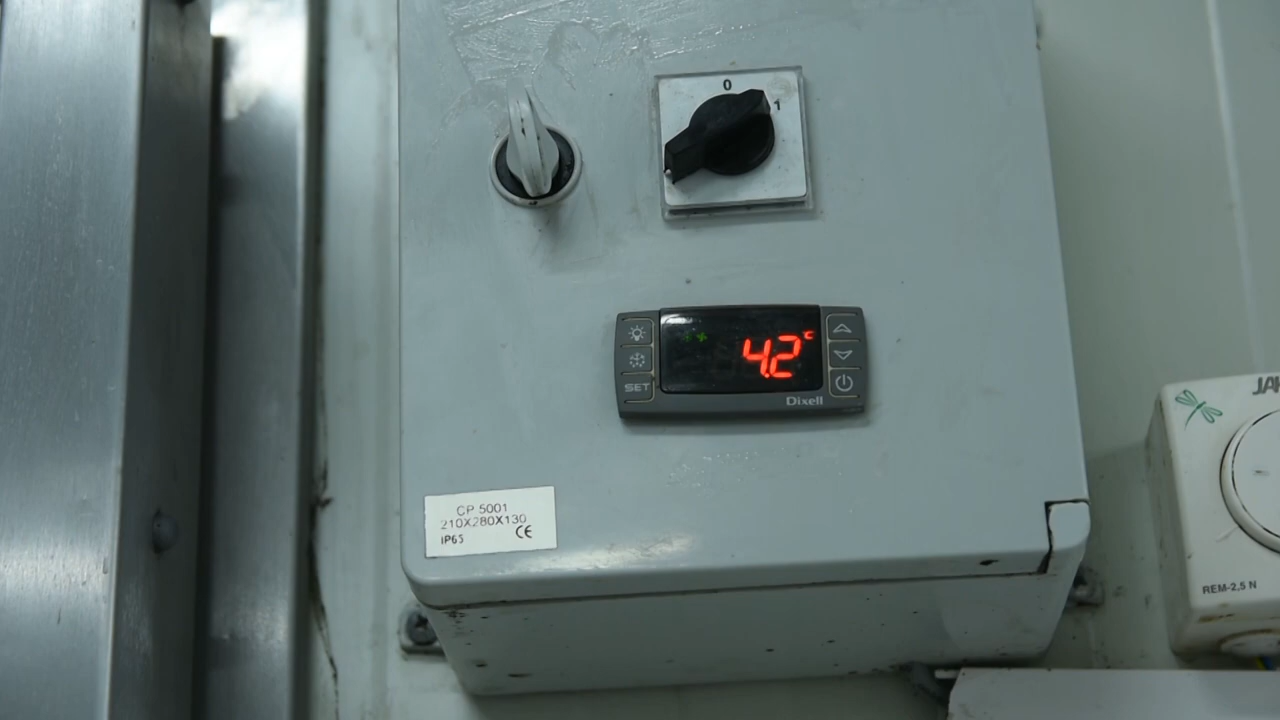 0
1
4.2 °C
SET
Dixell
CP 5001
210X280X130
IP65 CE
REM-2,5 N